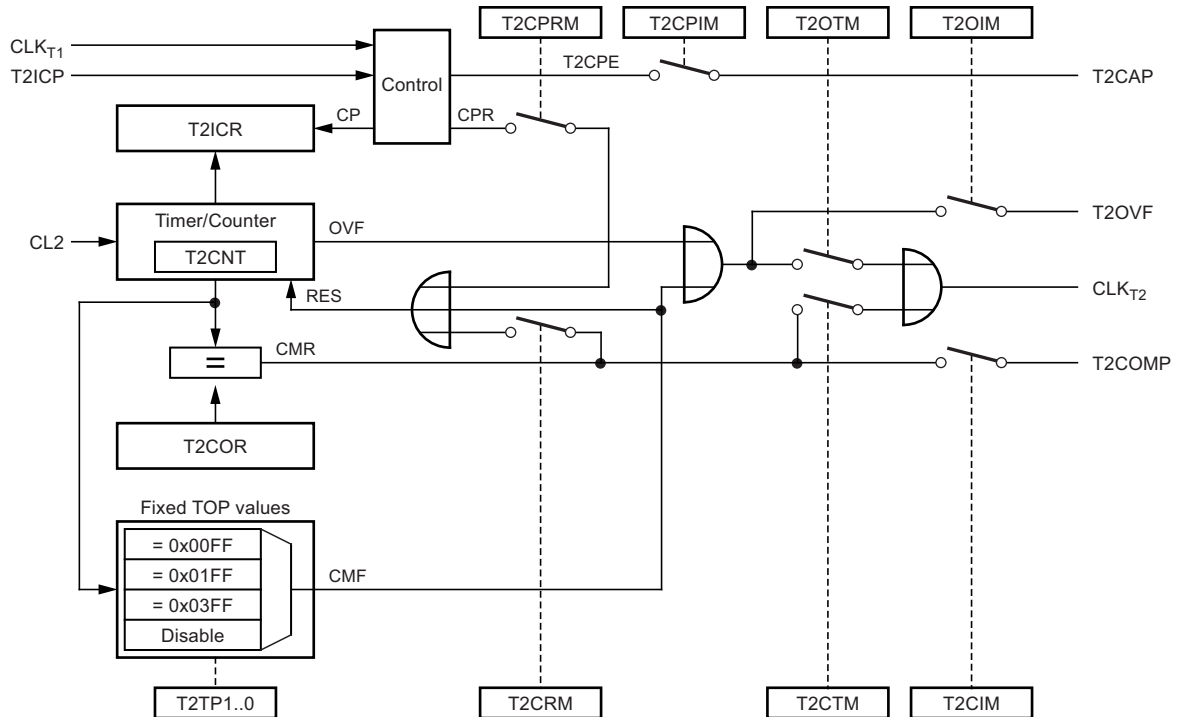 T2CPRM
T2CPIM
T2OTM
T2OIM
CLKT1
T2ICP
Control
T2CPE
T2CAP
CP
CPR
T2ICR
Timer/Counter
T2CNT
CL2
OVF
T2OVF
RES
CLKT2
=
CMR
T2COMP
T2COR
Fixed TOP values
= 0x00FF
= 0x01FF
= 0x03FF
Disable
CMF
T2TP1..0
T2CRM
T2CTM
T2CIM